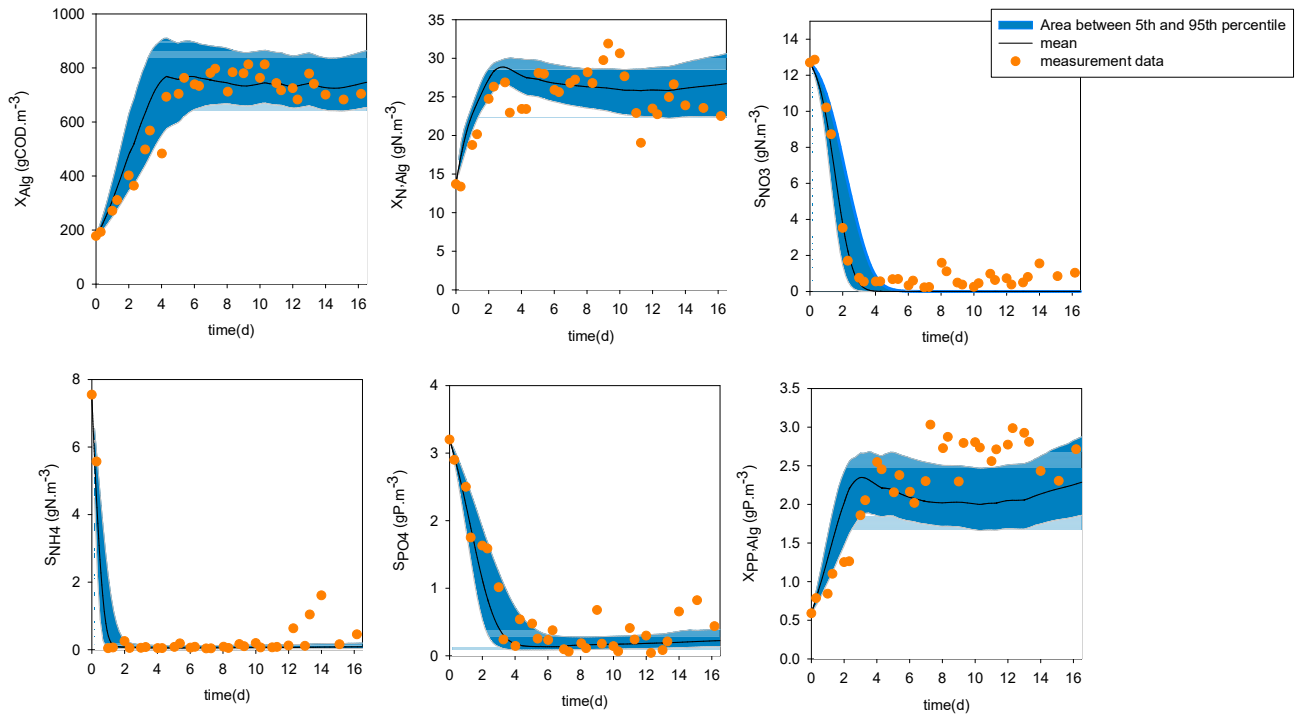 Area between 5th and 95th percentile
mean
measurement data
1000
800
600
400
200
0
X_Alg (gCOD.m⁻³)
0 2 4 6 8 10 12 14 16
time(d)
35
30
25
20
15
10
5
0
X_N,Alg (gN.m⁻³)
0 2 4 6 8 10 12 14 16
time(d)
14
12
10
8
6
4
2
0
S_NO3 (gN.m⁻³)
0 2 4 6 8 10 12 14 16
time(d)
8
6
4
2
0
S_NH4 (gN.m⁻³)
0 2 4 6 8 10 12 14 16
time(d)
4
3
2
1
0
S_PO4 (gP.m⁻³)
0 2 4 6 8 10 12 14 16
time(d)
3.5
3.0
2.5
2.0
1.5
1.0
0.5
0.0
X_PP,Alg (gP.m⁻³)
0 2 4 6 8 10 12 14 16
time(d)